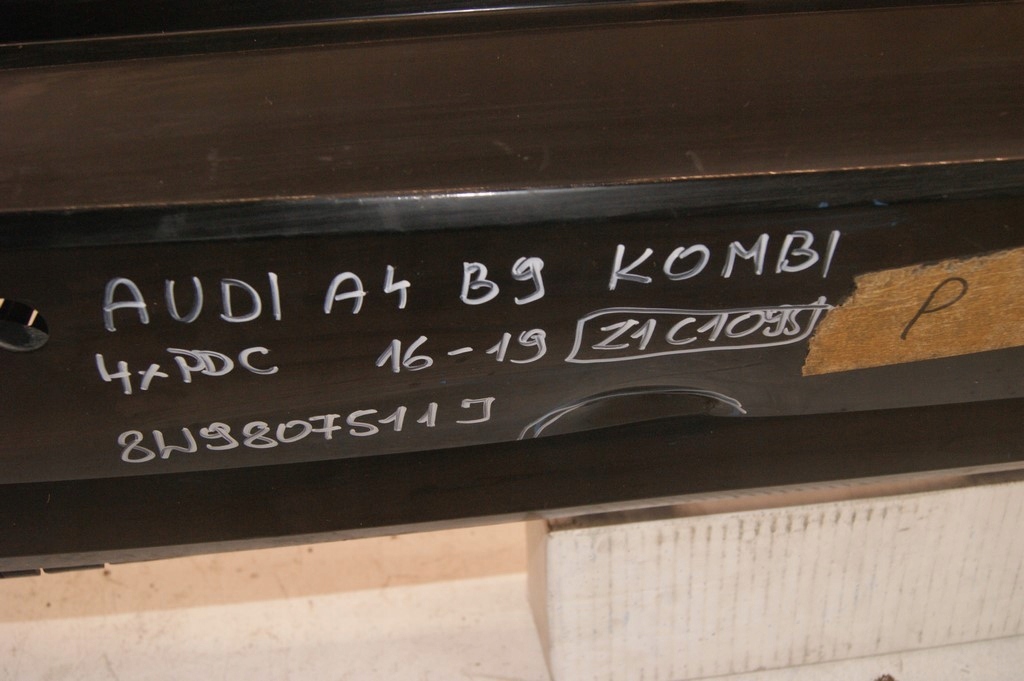 AUDI A4 B9 KOMBI
4xPDC 16-19 Z1C1095 P
8W9807511J